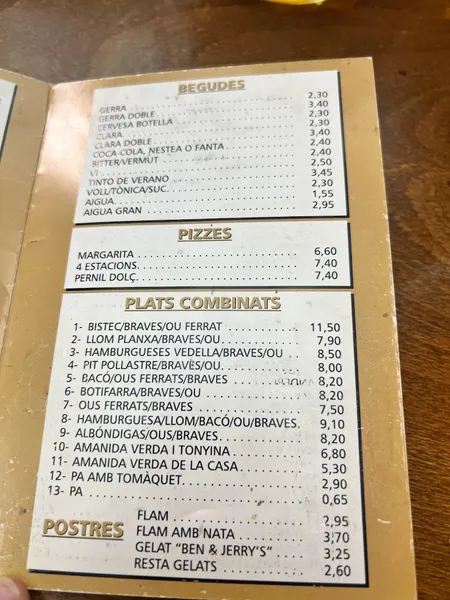 BEGUDES
GERRA 2,30
GERRA DOBLE 3,40
CERVESA BOTELLA 2,30
CLARA 2,30
CLARA DOBLE 3,40
COCA-COLA, NESTEA O FANTA 2,40
BITTER/VERMUT 2,40
VI 2,50
TINTO DE VERANO 3,45
VOLL/TÒNICA/SUC 2,30
AIGUA 1,55
AIGUA GRAN 2,95
PIZZES
MARGARITA 6,60
4 ESTACIONS 7,40
PERNIL DOLÇ 7,40
PLATS COMBINATS
1- BISTEC/BRAVES/OU FERRAT 11,50
2- LLOM PLANXA/BRAVES/OU 7,90
3- HAMBURGUESES VEDELLA/BRAVES/OU 8,50
4- PIT POLLASTRE/BRAVES/OU 8,00
5- BACÓ/OUS FERRATS/BRAVES 8,20
6- BOTIFARRA/BRAVES/OU 8,20
7- OUS FERRATS/BRAVES 7,50
8- HAMBURGUESA/LLOM/BACÓ/OU/BRAVES 9,10
9- ALBÓNDIGAS/OUS/BRAVES 8,20
10- AMANIDA VERDA I TONYINA 6,80
11- AMANIDA VERDA DE LA CASA 5,30
12- PA AMB TOMÀQUET 2,90
13- PA 0,65
POSTRES
FLAM 2,95
FLAM AMB NATA 3,70
GELAT "BEN & JERRY'S" 3,25
RESTA GELATS 2,60